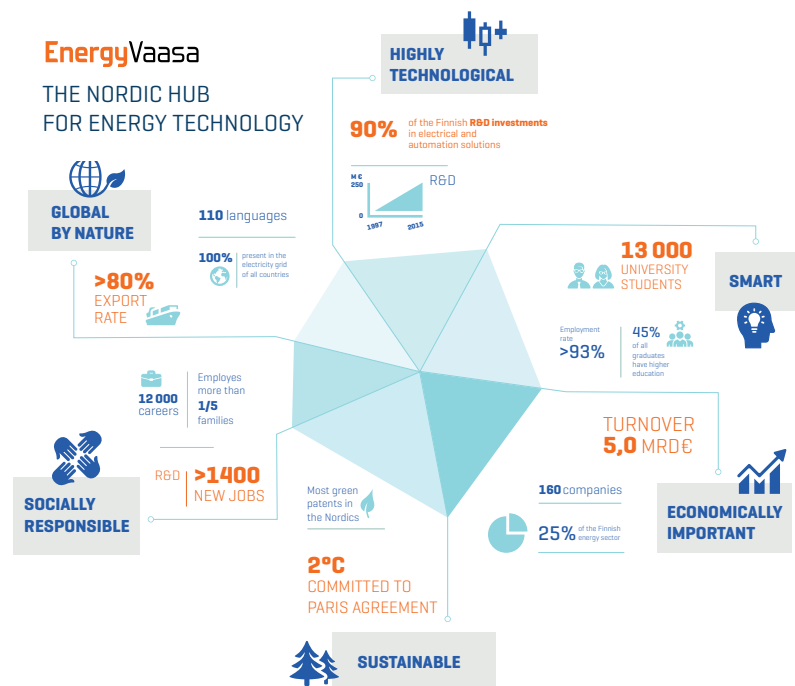 EnergyVaasa
THE NORDIC HUB
FOR ENERGY TECHNOLOGY
HIGHLY
TECHNOLOGICAL
90%
of the Finnish R&D investments
in electrical and
automation solutions
M €
250
0
1997
2015
R&D
GLOBAL
BY NATURE
110 languages
100%
present in the
electricity grid
of all countries
>80%
EXPORT
RATE
13 000
UNIVERSITY
STUDENTS
SMART
Employment
rate
>93%
45%
of all
graduates
have higher
education
12 000
careers
Employes
more than
1/5
families
R&D
>1400
NEW JOBS
SOCIALLY
RESPONSIBLE
TURNOVER
5,0 MRD€
160 companies
25% of the Finnish
energy sector
ECONOMICALLY
IMPORTANT
Most green
patents in
the Nordics
2°C
COMMITTED TO
PARIS AGREEMENT
SUSTAINABLE